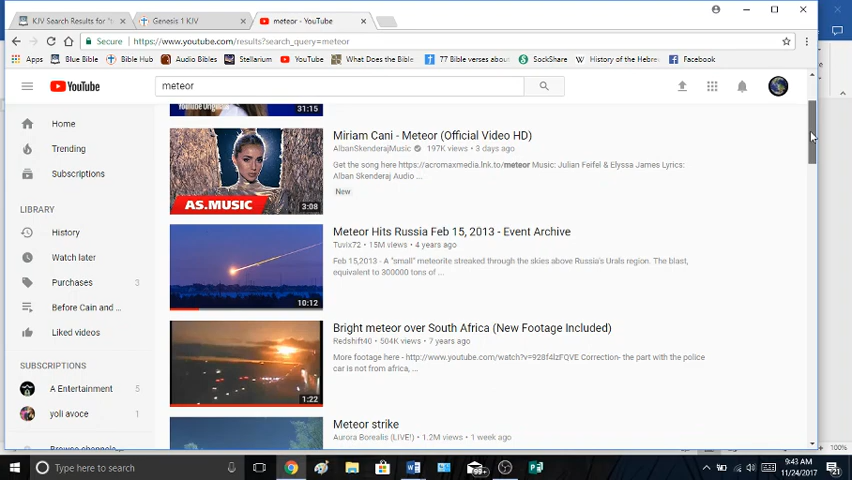 KJV Search Results for "s
Genesis 1 KJV
meteor - YouTube
Secure https://www.youtube.com/results?search_query=meteor
Apps Blue Bible Bible Hub Audio Bibles Stellarium YouTube What Does the Bible 77 Bible verses about SockShare History of the Hebre Facebook
YouTube
meteor
YouTube Originals
31:15
Home
Trending
Subscriptions
LIBRARY
History
Watch later
Purchases 3
Before Cain and ...
Liked videos
SUBSCRIPTIONS
A Entertainment 5
yoli avoce 1
Browse channels
AS.MUSIC
3:08
Miriam Cani - Meteor (Official Video HD)
AlbanSkenderajMusic 197K views • 3 days ago
Get the song here https://acromaxmedia.lnk.to/meteor Music: Julian Feifel & Elyssa James Lyrics:
Alban Skenderaj Audio ...
New
10:12
Meteor Hits Russia Feb 15, 2013 - Event Archive
Tuvix72 • 15M views • 4 years ago
Feb 15,2013 - A "small" meteorite streaked through the skies above Russia's Urals region. The blast,
equivalent to 300000 tons of ...
1:22
Bright meteor over South Africa (New Footage Included)
Redshift40 • 504K views • 7 years ago
More footage here - http://www.youtube.com/watch?v=928f4lzFQVE Correction- the part with the police
car is not from africa, ...
Meteor strike
Aurora Borealis (LIVE!) • 1.2M views • 1 week ago
100%
Type here to search
99+
9:43 AM
11/24/2017
21